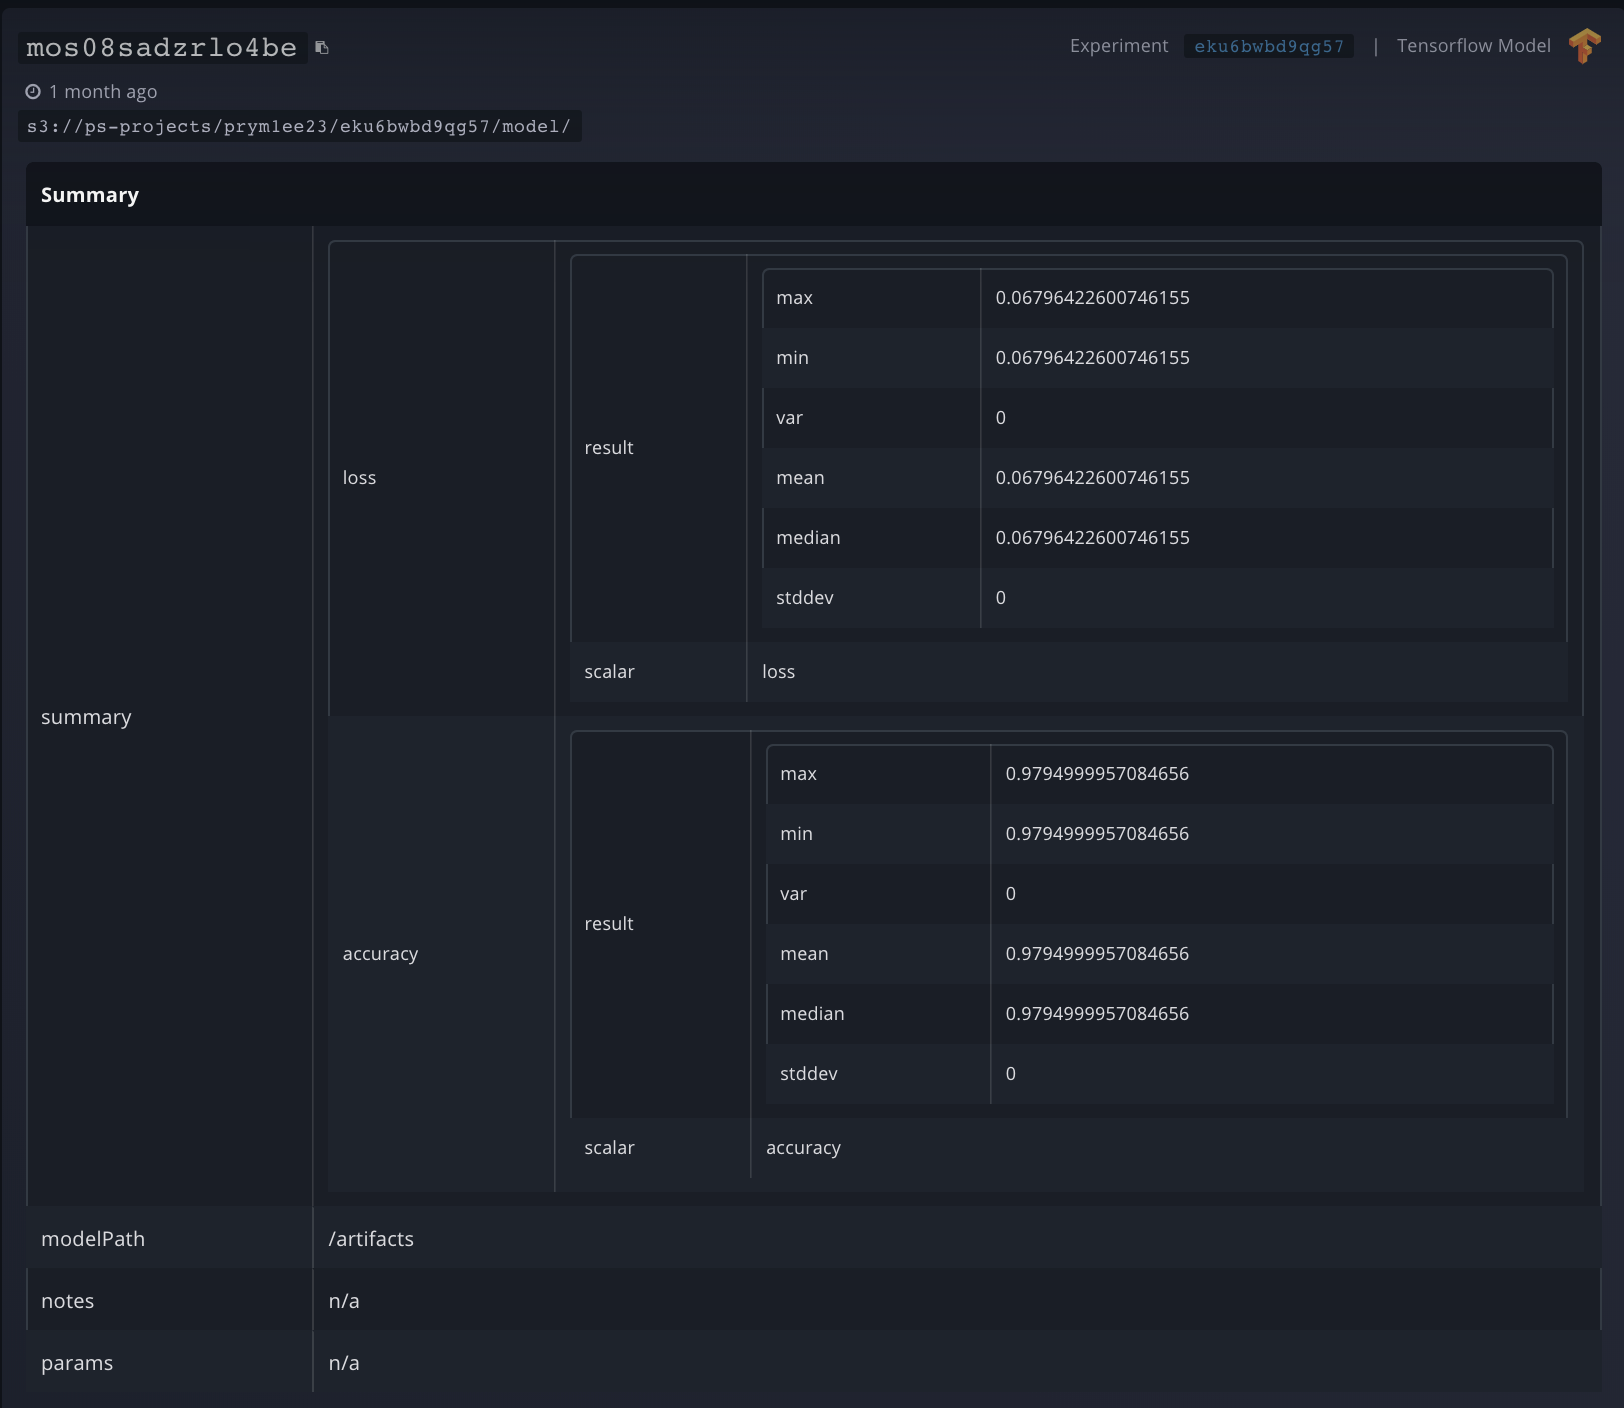 mos08sadzrlo4be
Experiment eku6bwbd9qg57 | Tensorflow Model
1 month ago
s3://ps-projects/prym1ee23/eku6bwbd9qg57/model/
Summary
summary
loss
result
max 0.06796422600746155
min 0.06796422600746155
var 0
mean 0.06796422600746155
median 0.06796422600746155
stddev 0
scalar loss
accuracy
result
max 0.9794999957084656
min 0.9794999957084656
var 0
mean 0.9794999957084656
median 0.9794999957084656
stddev 0
scalar accuracy
modelPath /artifacts
notes n/a
params n/a